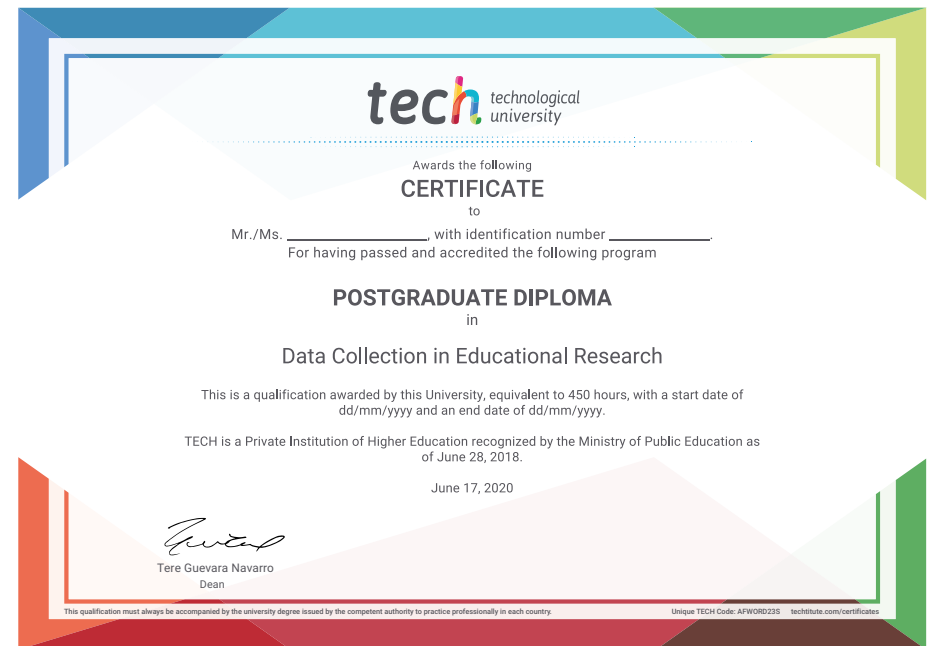 tech technological
university
Awards the following
CERTIFICATE
to
Mr./Ms. ____________________, with identification number ______________.
For having passed and accredited the following program
POSTGRADUATE DIPLOMA
in
Data Collection in Educational Research
This is a qualification awarded by this University, equivalent to 450 hours, with a start date of
dd/mm/yyyy and an end date of dd/mm/yyyy.
TECH is a Private Institution of Higher Education recognized by the Ministry of Public Education as
of June 28, 2018.
June 17, 2020
Tere Guevara Navarro
Dean
This qualification must always be accompanied by the university degree issued by the competent authority to practice professionally in each country. Unique TECH Code: AFWORD23S techtitute.com/certificates